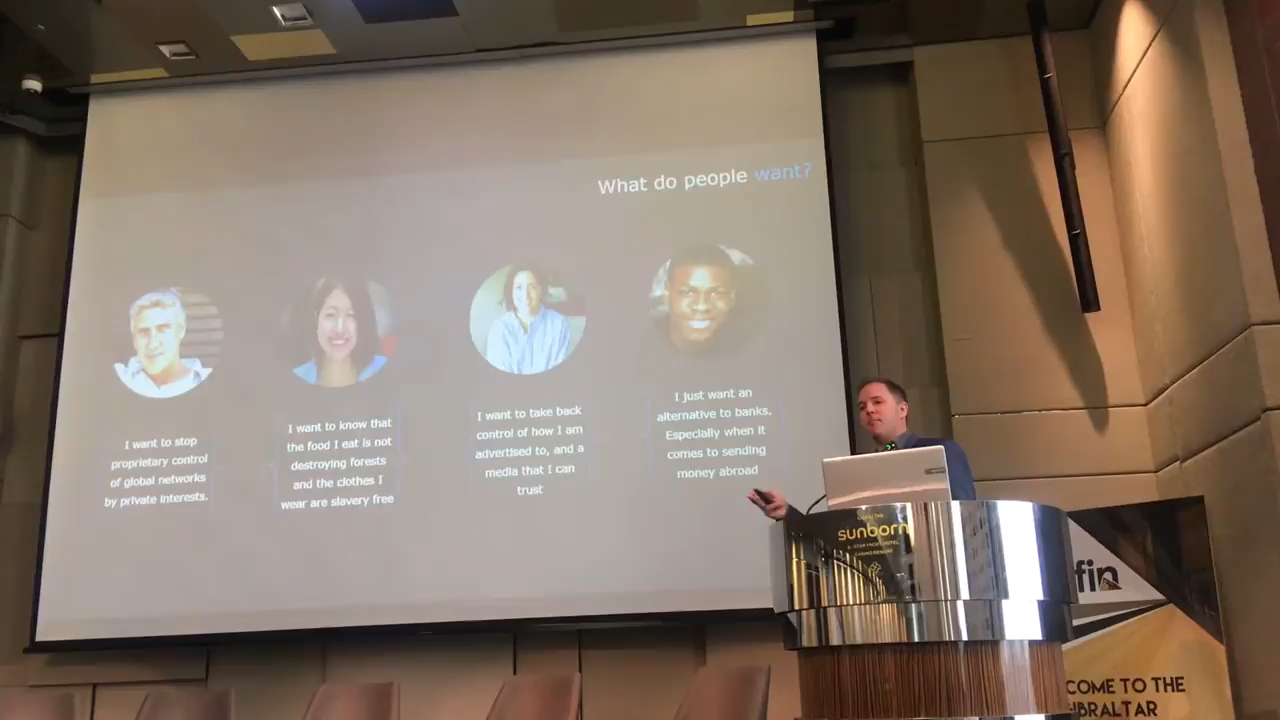 What do people want?
I want to stop
proprietary control
of global networks
by private interests.
I want to know that
the food I eat is not
destroying forests
and the clothes I
wear are slavery free
I want to take back
control of how I am
advertised to, and a
media that I can
trust
I just want an
alternative to banks.
Especially when it
comes to sending
money abroad
sunborn
fin
COME TO THE